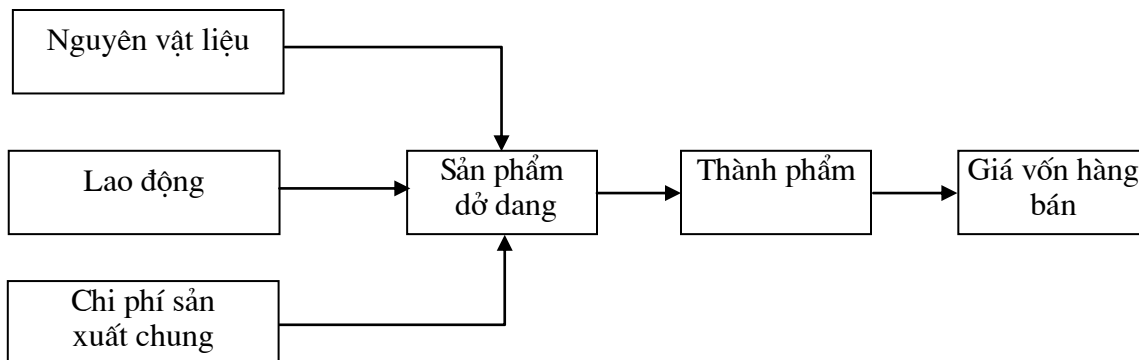 Nguyên vật liệu
Lao động
Sản phẩm
dở dang
Thành phẩm
Giá vốn hàng
bán
Chi phí sản
xuất chung